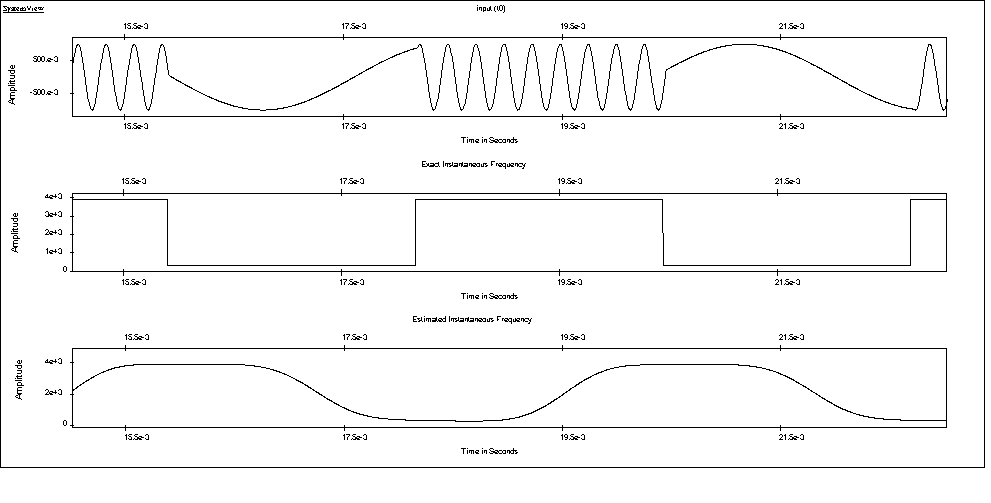 SystemView
input (t0)
15.5e-3 17.5e-3 19.5e-3 21.5e-3
500.e-3
-500.e-3
Amplitude
15.5e-3 17.5e-3 19.5e-3 21.5e-3
Time in Seconds
Exact Instantaneous Frequency
15.5e-3 17.5e-3 19.5e-3 21.5e-3
4e+3
3e+3
2e+3
1e+3
0
Amplitude
15.5e-3 17.5e-3 19.5e-3 21.5e-3
Time in Seconds
Estimated Instantaneous Frequency
15.5e-3 17.5e-3 19.5e-3 21.5e-3
4e+3
2e+3
0
Amplitude
15.5e-3 17.5e-3 19.5e-3 21.5e-3
Time in Seconds